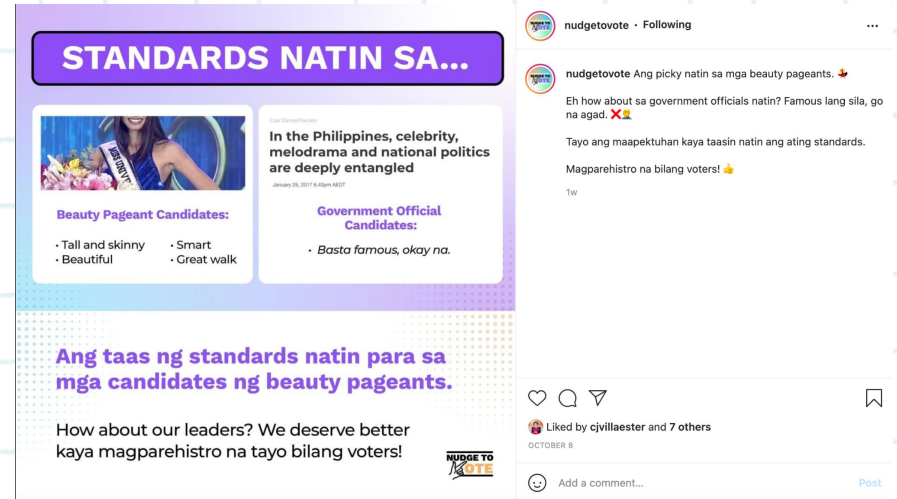 STANDARDS NATIN SA...
MISS UNIVE
Beauty Pageant Candidates:
· Tall and skinny
· Beautiful
· Smart
· Great walk
In the Philippines, celebrity,
melodrama and national politics
are deeply entangled
January 25, 2017 6.40pm AEDT
Government Official
Candidates:
· Basta famous, okay na.
Ang taas ng standards natin para sa
mga candidates ng beauty pageants.
How about our leaders? We deserve better
kaya magparehistro na tayo bilang voters!
NUDGE TO
VOTE
nudgetovote · Following
nudgetovote Ang picky natin sa mga beauty pageants. 💃
Eh how about sa government officials natin? Famous lang sila, go
na agad. ❌🤦
Tayo ang maapektuhan kaya taasin natin ang ating standards.
Magparehistro na bilang voters! 👍
1w
Liked by cjvillaester and 7 others
OCTOBER 8
Add a comment...
Post